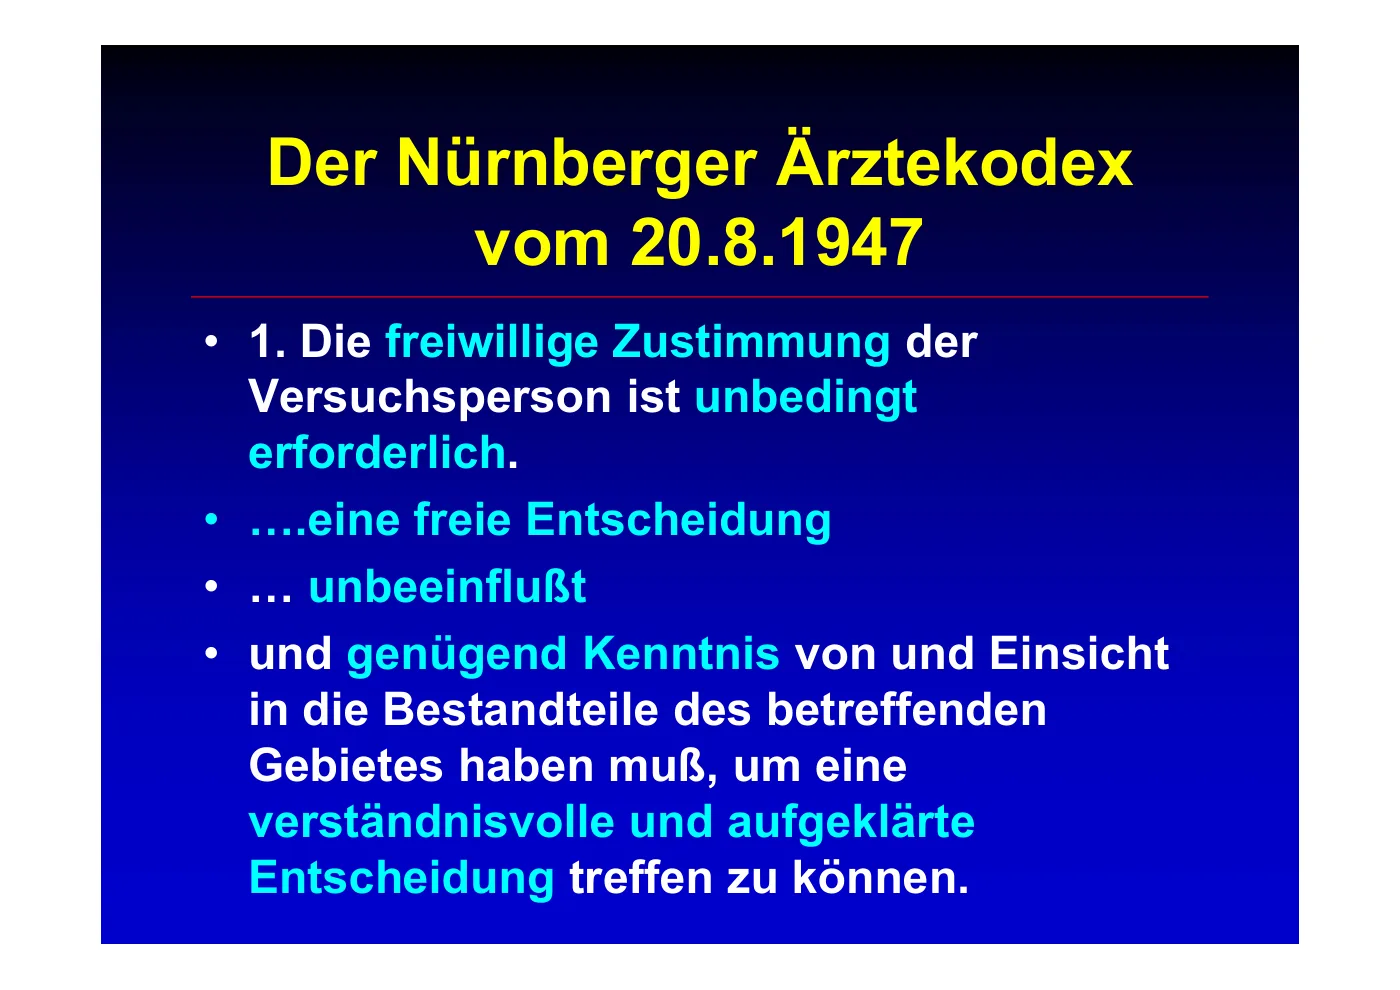 Der Nürnberger Ärztekodex
vom 20.8.1947
• 1. Die freiwillige Zustimmung der
Versuchsperson ist unbedingt
erforderlich.
• ….eine freie Entscheidung
• … unbeeinflußt
• und genügend Kenntnis von und Einsicht
in die Bestandteile des betreffenden
Gebietes haben muß, um eine
verständnisvolle und aufgeklärte
Entscheidung treffen zu können.